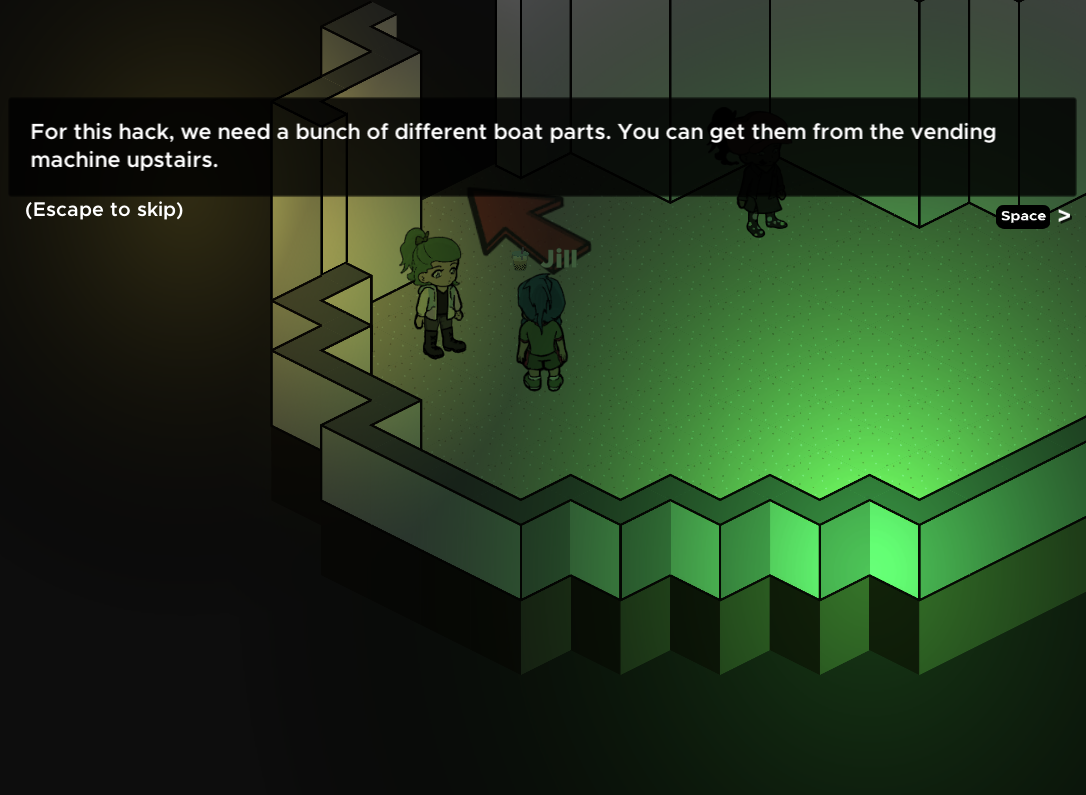 For this hack, we need a bunch of different boat parts. You can get them from the vending
machine upstairs.
(Escape to skip)
Space >
Jill